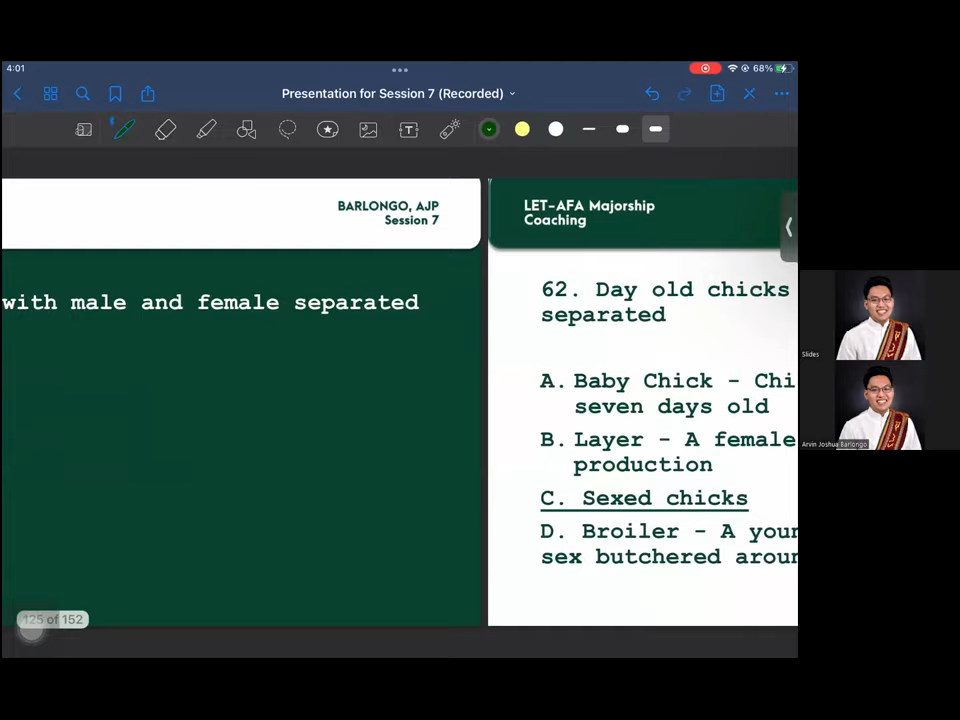 4:01
68%
Presentation for Session 7 (Recorded)
BARLONGO, AJP
Session 7
with male and female separated
125 of 152
LET-AFA Majorship
Coaching
62. Day old chicks
separated
A. Baby Chick - Chi
seven days old
B. Layer - A female
production
C. Sexed chicks
D. Broiler - A youn
sex butchered aroun
Slides
Arvin Joshua Barlongo